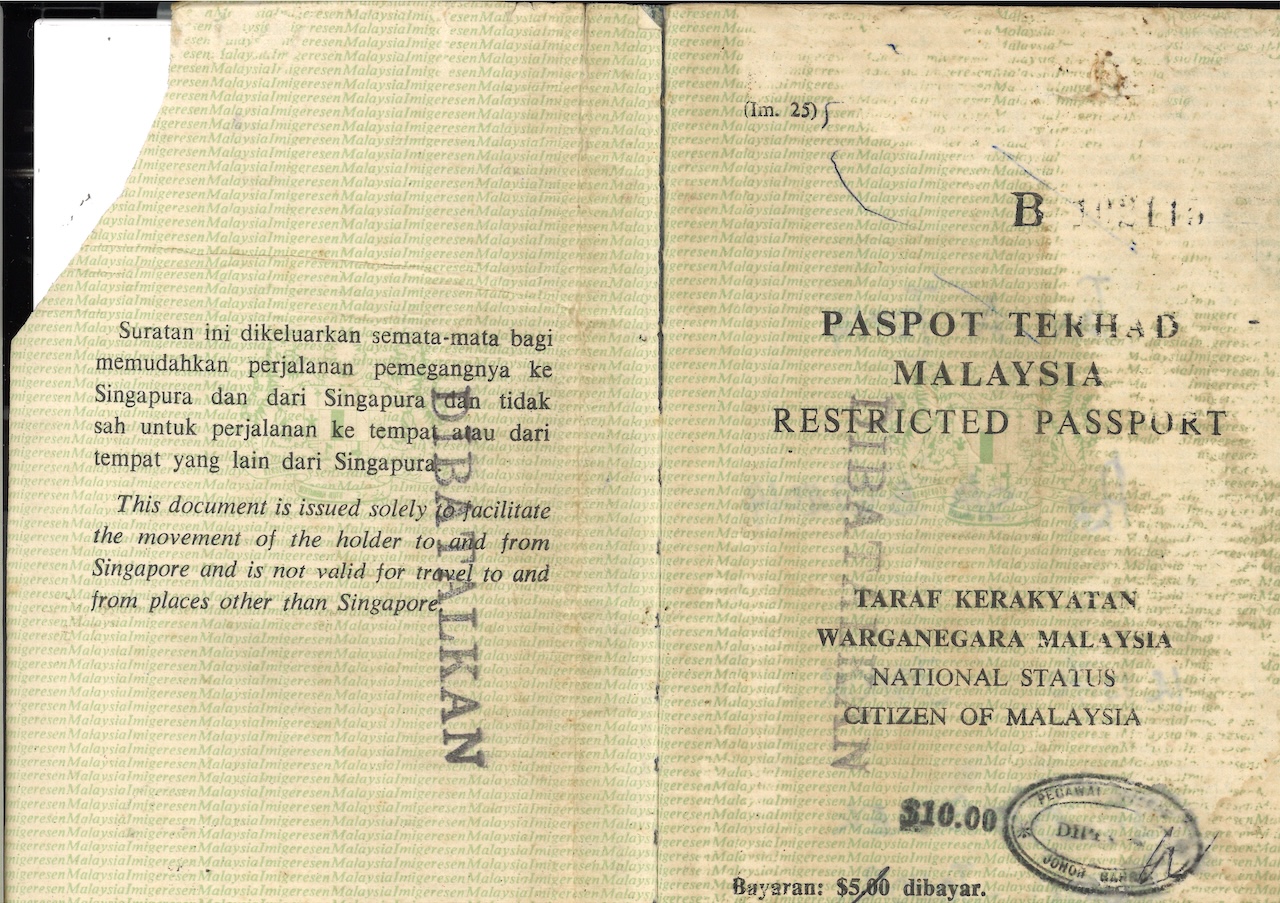 Suratan ini dikeluarkan semata-mata bagi
memudahkan perjalanan pemegangnya ke
Singapura dan dari Singapura dan tidak
sah untuk perjalanan ke tempat atau dari
tempat yang lain dari Singapura.
This document is issued solely to facilitate
the movement of the holder to and from
Singapore and is not valid for travel to and
from places other than Singapore.
DIBATALKAN
(Im. 25)
B
PASPOT TERHAD
MALAYSIA
RESTRICTED PASSPORT
DIBATALKAN
TARAF KERAKYATAN
WARGANEGARA MALAYSIA
NATIONAL STATUS
CITIZEN OF MALAYSIA
$10.00
PEGAWAI
JOHOR
Bayaran: $5.00 dibayar.